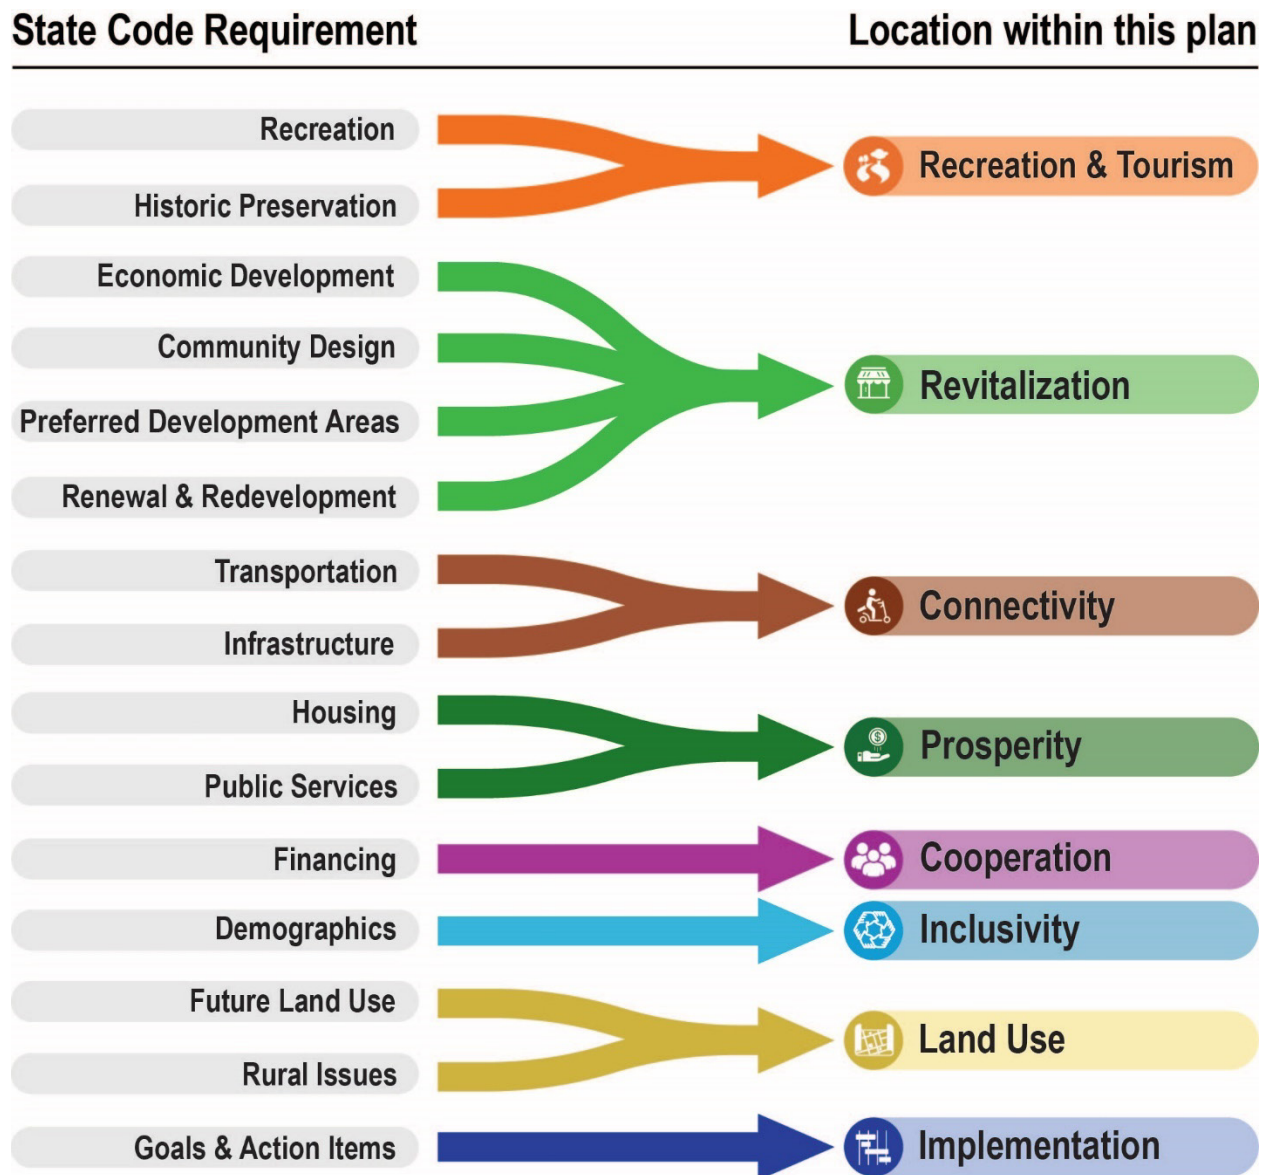 State Code Requirement
Location within this plan
Recreation
Historic Preservation
Recreation & Tourism
Economic Development
Community Design
Preferred Development Areas
Renewal & Redevelopment
Revitalization
Transportation
Infrastructure
Connectivity
Housing
Public Services
Prosperity
$
Financing
Cooperation
Demographics
Inclusivity
Future Land Use
Rural Issues
Land Use
Goals & Action Items
Implementation